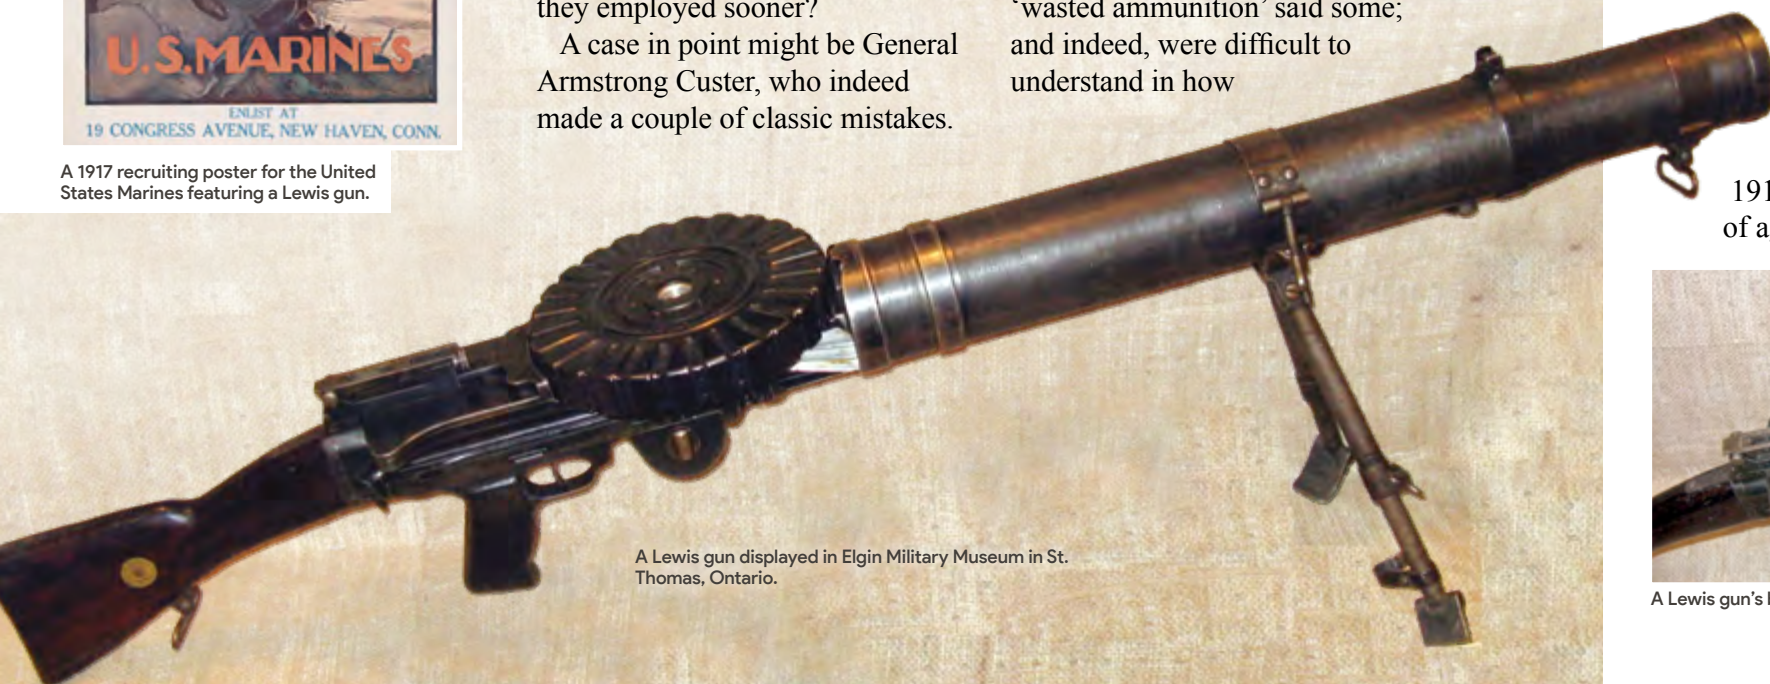 U.S.MARINES
ENLIST AT
19 CONGRESS AVENUE, NEW HAVEN, CONN.
A 1917 recruiting poster for the United
States Marines featuring a Lewis gun.
they employed sooner?
A case in point might be General
Armstrong Custer, who indeed
made a couple of classic mistakes.
‘wasted ammunition’ said some;
and indeed, were difficult to
understand in how
A Lewis gun displayed in Elgin Military Museum in St.
Thomas, Ontario.
191
of a
A Lewis gun’s